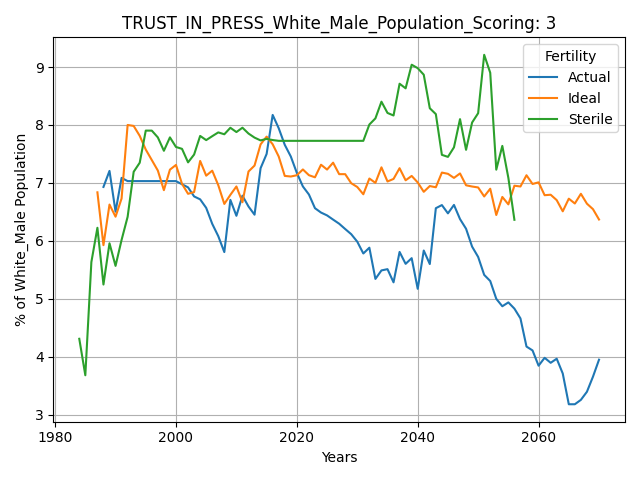 TRUST_IN_PRESS_White_Male_Population_Scoring: 3
Fertility
Actual
Ideal
Sterile
% of White_Male Population
9
8
7
6
5
4
3
1980 2000 2020 2040 2060
Years